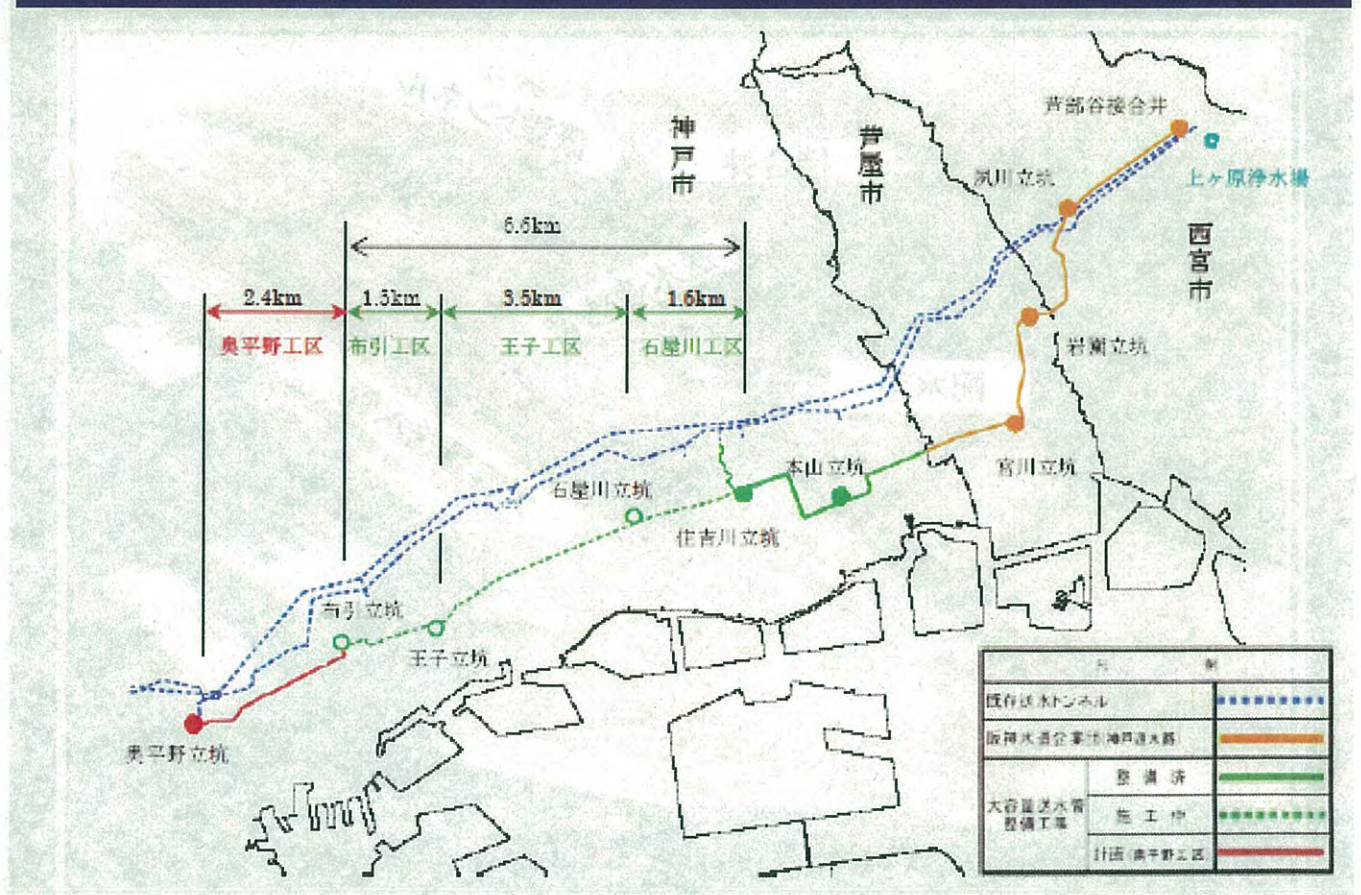 芦部谷接合井
上ヶ原浄水場
夙川立坑
西宮市
芦屋市
神戸市
岩園立坑
宮川立坑
6.6km
2.4km
1.5km
3.5km
1.6km
奥平野工区
布引工区
王子工区
石屋川工区
本山立坑
石屋川立坑
住吉川立坑
布引立坑
王子立坑
奥平野立坑
凡例
既存送水トンネル
阪神水道企業団(神戸送水路)
大容量送水管
整備工事
整備済
施工中
計画(奥平野工区)